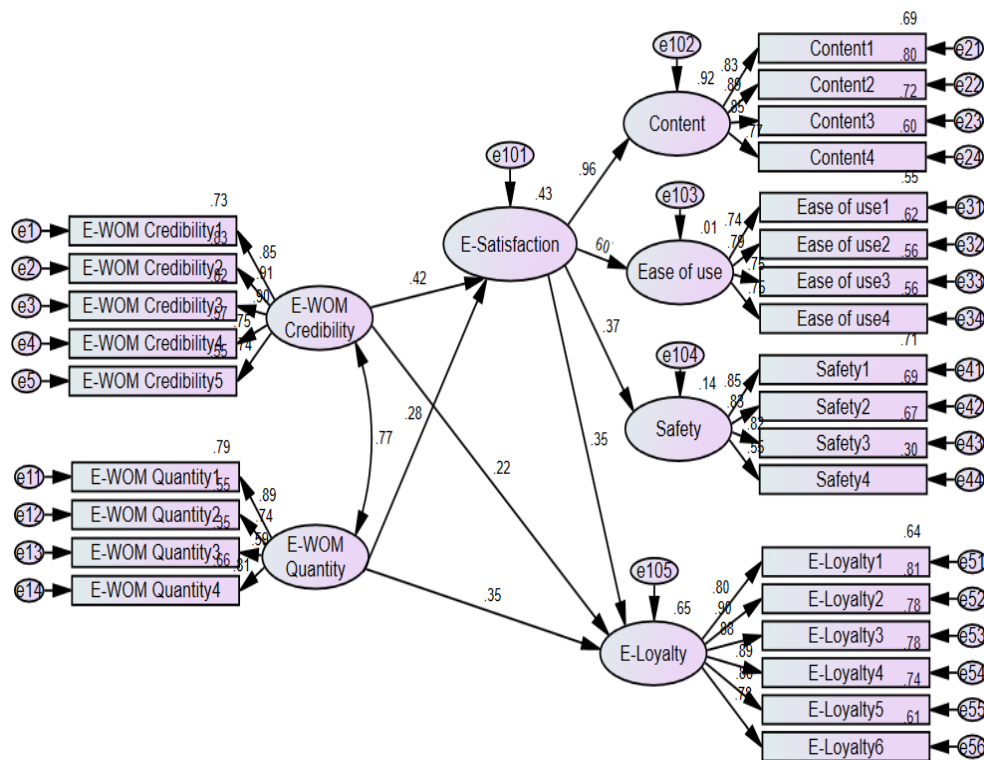 .69
e102
Content1
e21
.83
.80
.92
.89
Content2
e22
.72
Content
.85
Content3
e23
.60
.77
Content4
e24
e101
.96
.55
.43
e103
Ease of use1
e31
.74
.62
.73
.01
E-WOM Credibility1
e1
E-Satisfaction
.79
Ease of use2
e32
.56
.83
.85
.60
Ease of use
.75
Ease of use3
e33
E-WOM Credibility2
e2
.91
.56
.75
.82
.42
Ease of use4
e34
E-WOM Credibility3
e3
.90
E-WOM
Credibility
.57
.37
.71
E-WOM Credibility4
e4
.75
e104
Safety1
e41
.55
.74
.14
.85
.69
E-WOM Credibility5
e5
.83
Safety2
e42
.28
Safety
.82
.67
.77
.35
Safety3
e43
.79
.55
.30
.22
Safety4
e44
E-WOM Quantity1
e11
.55
.89
E-WOM Quantity2
e12
.74
.64
.35
E-WOM
Quantity
E-Loyalty1
e51
E-WOM Quantity3
e13
.59
e105
.80
.81
.66
.81
.35
.65
.90
E-Loyalty2
e52
E-WOM Quantity4
e14
.88
.78
E-Loyalty
E-Loyalty3
e53
.89
.78
E-Loyalty4
e54
.86
.74
.78
E-Loyalty5
e55
.61
E-Loyalty6
e56